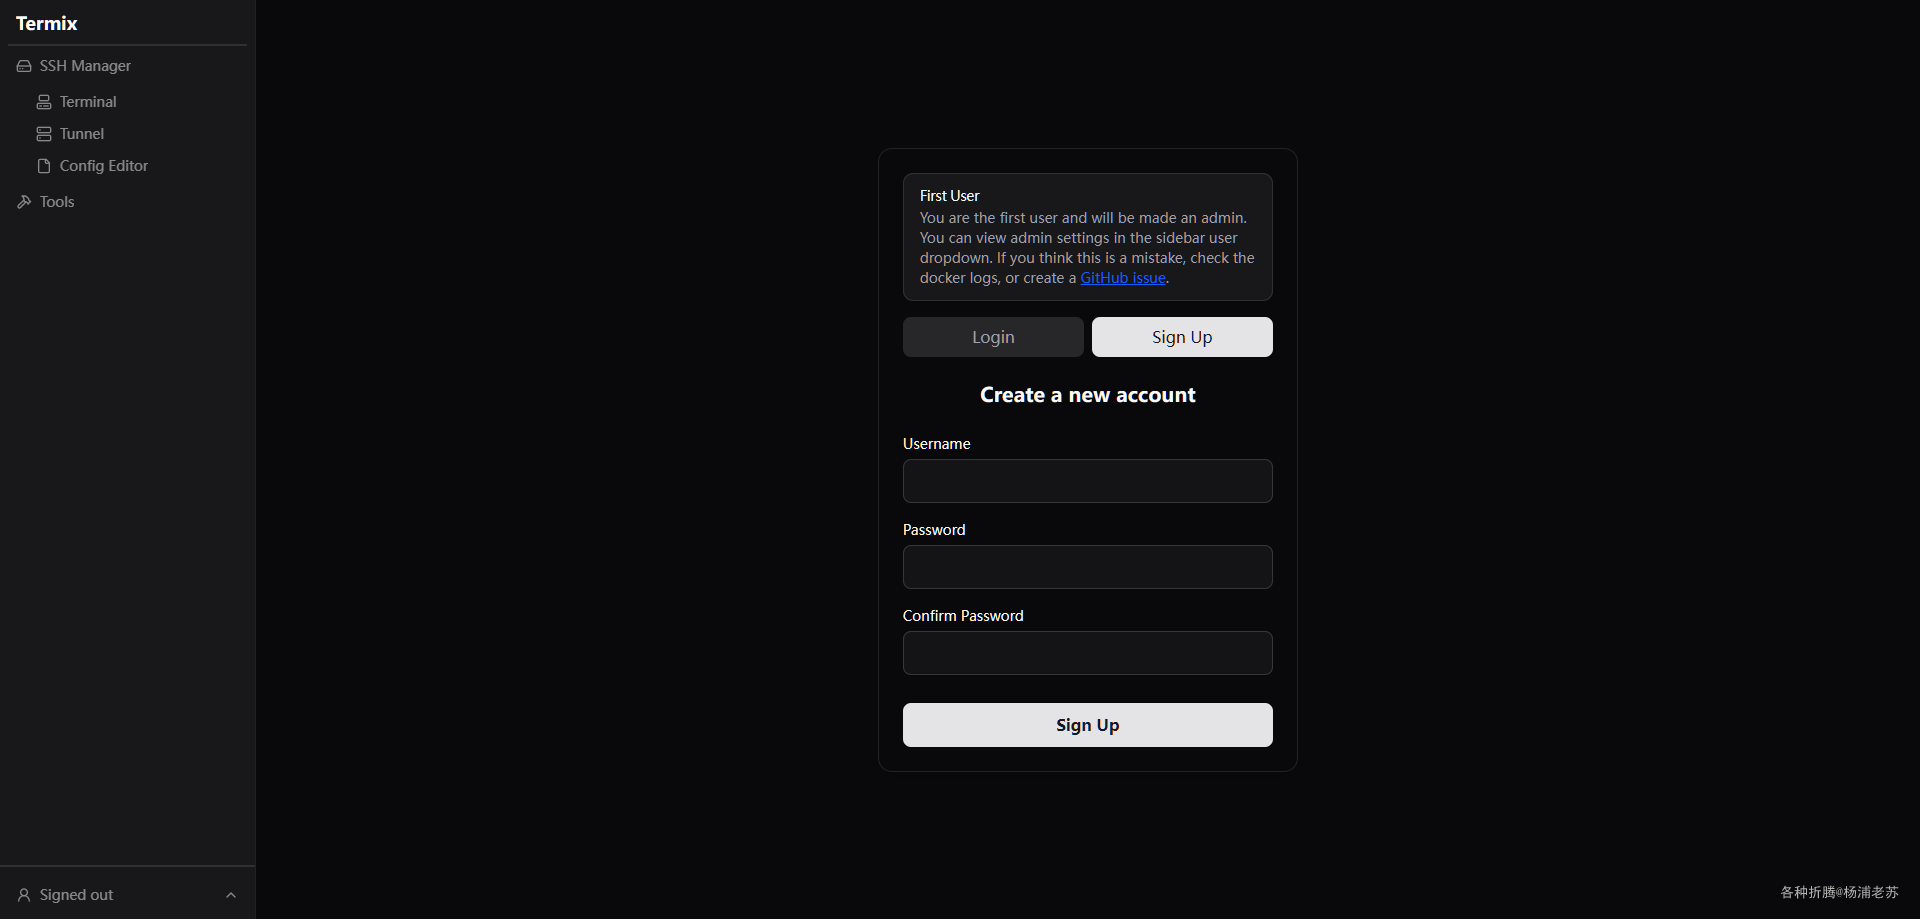 Termix
SSH Manager
Terminal
Tunnel
Config Editor
Tools
Signed out
First User
You are the first user and will be made an admin.
You can view admin settings in the sidebar user
dropdown. If you think this is a mistake, check the
docker logs, or create a GitHub issue.
Login
Sign Up
Create a new account
Username
Password
Confirm Password
Sign Up
各种折腾@杨浦老苏